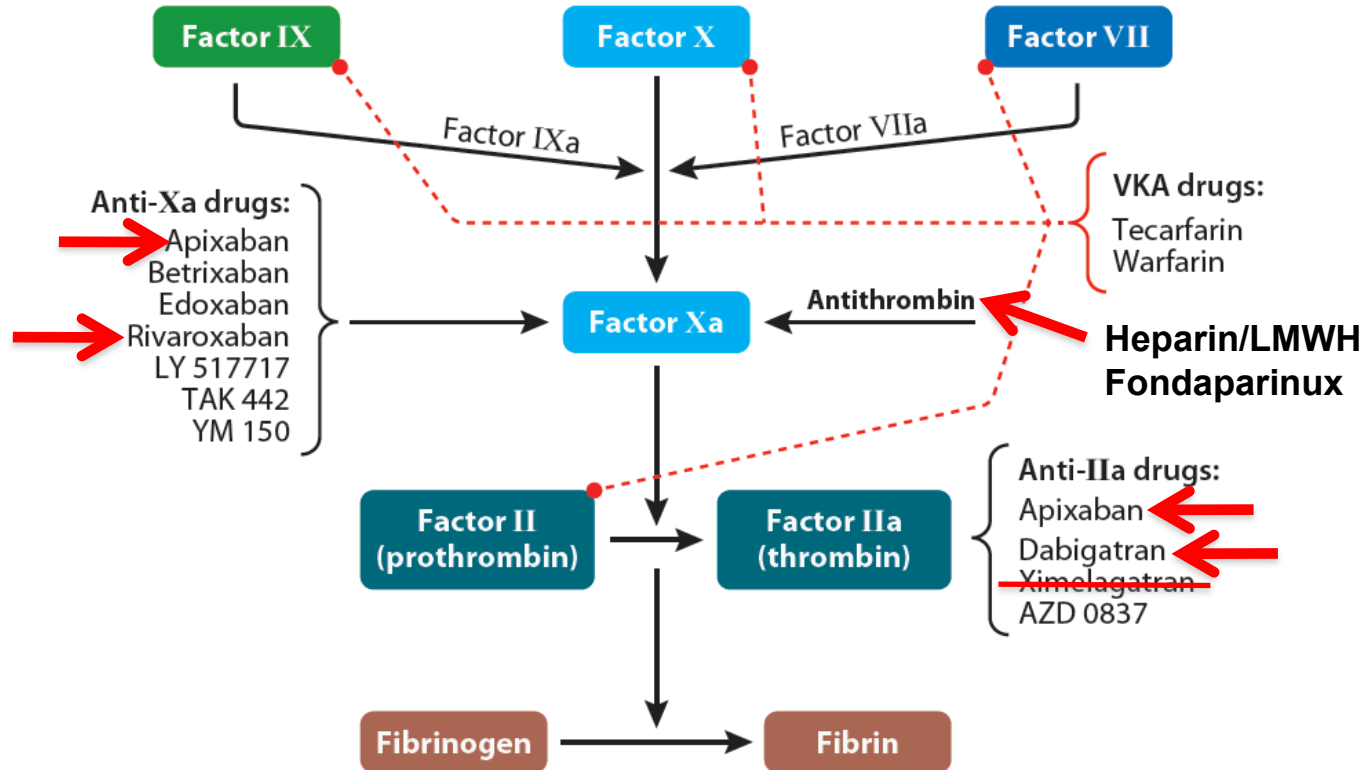 Factor IX
Factor X
Factor VII
Factor IXa
Factor VIIa
Anti-Xa drugs:
Apixaban
Betrixaban
Edoxaban
Rivaroxaban
LY 517717
TAK 442
YM 150
VKA drugs:
Tecarfarin
Warfarin
Factor Xa
Antithrombin
Heparin/LMWH
Fondaparinux
Factor II
(prothrombin)
Factor IIa
(thrombin)
Anti-IIa drugs:
Apixaban
Dabigatran
Ximelagatran
AZD 0837
Fibrinogen
Fibrin